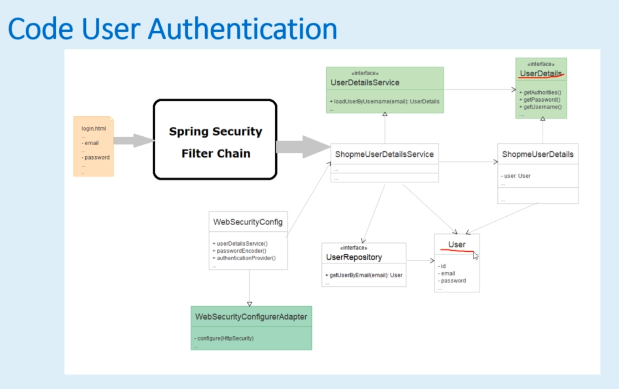 Code User Authentication
«interface»
UserDetailsService
+ loadUserByUsername(email): UserDetails
...
«interface»
UserDetails
+ getAuthorities()
+ getPassword()
+ getUsername()
...
login.html
...
- email
...
- password
...
...
Spring Security
Filter Chain
ShopmeUserDetailsService
...
...
ShopmeUserDetails
- user: User
...
WebSecurityConfig
+ userDetailsService()
+ passwordEncoder()
+ authenticationProvider()
...
«interface»
UserRepository
+ getUserByEmail(email): User
...
User
- id
- email
- password
...
WebSecurityConfigurerAdapter
- configure(HttpSecurity)
...